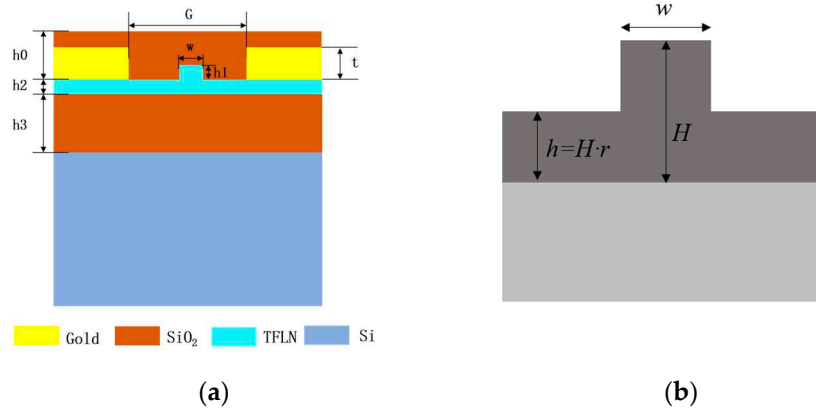 G
h0
w
h1
t
h2
h3
Gold SiO₂ TFLN Si
(a)
w
H
h=H·r
(b)